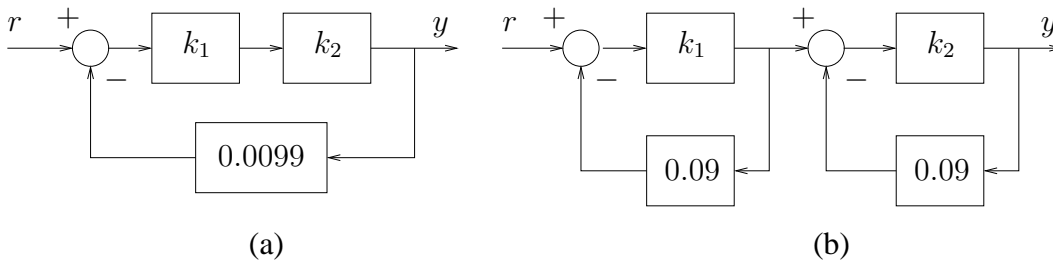 r + − k₁ k₂ y
0.0099
(a)
r + − k₁ + − k₂ y
0.09 0.09
(b)